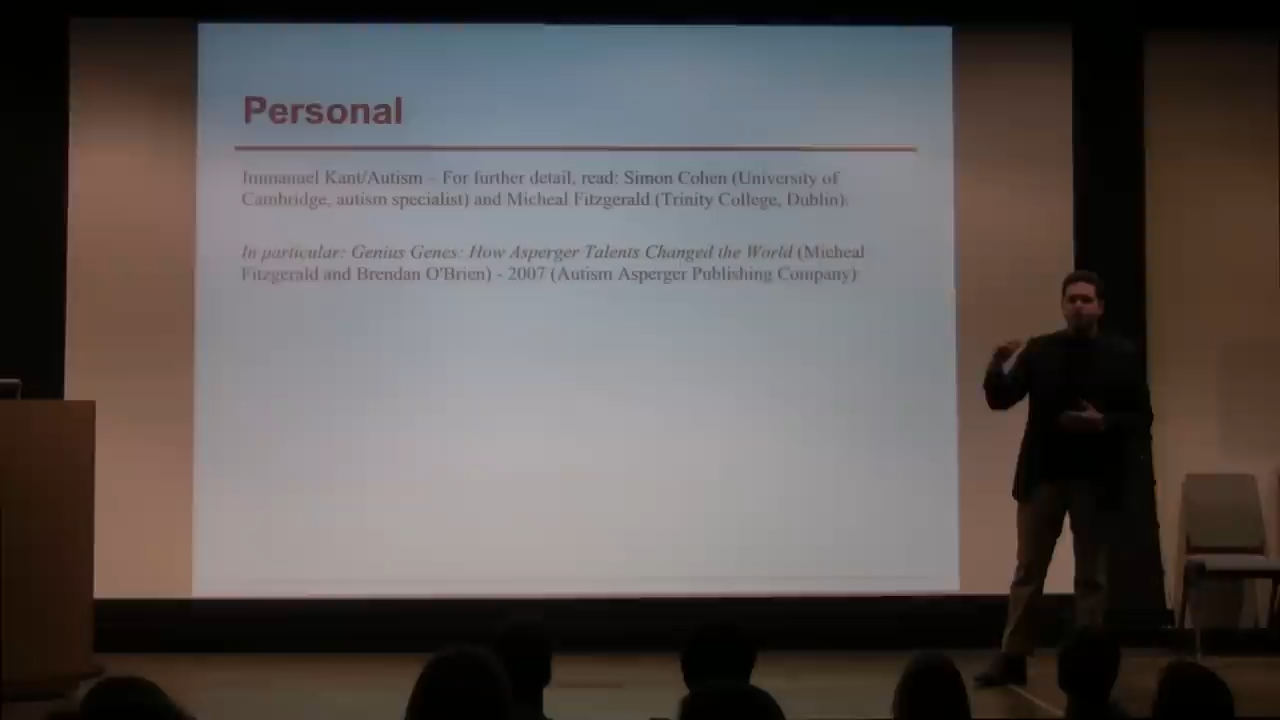 Personal
Immanuel Kant/Autism – For further detail, read: Simon Cohen (University of
Cambridge, autism specialist) and Micheal Fitzgerald (Trinity College, Dublin).
In particular: Genius Genes: How Asperger Talents Changed the World (Micheal
Fitzgerald and Brendan O'Brien) - 2007 (Autism Asperger Publishing Company)